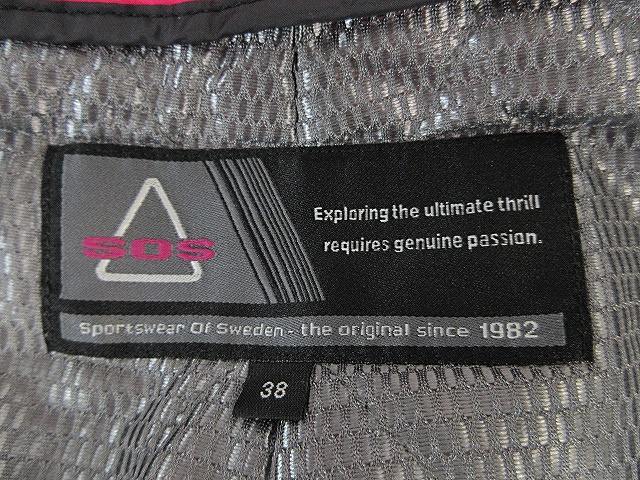 Exploring the ultimate thrill
requires genuine passion.
SOS
Sportswear Of Sweden - the original since 1982
38